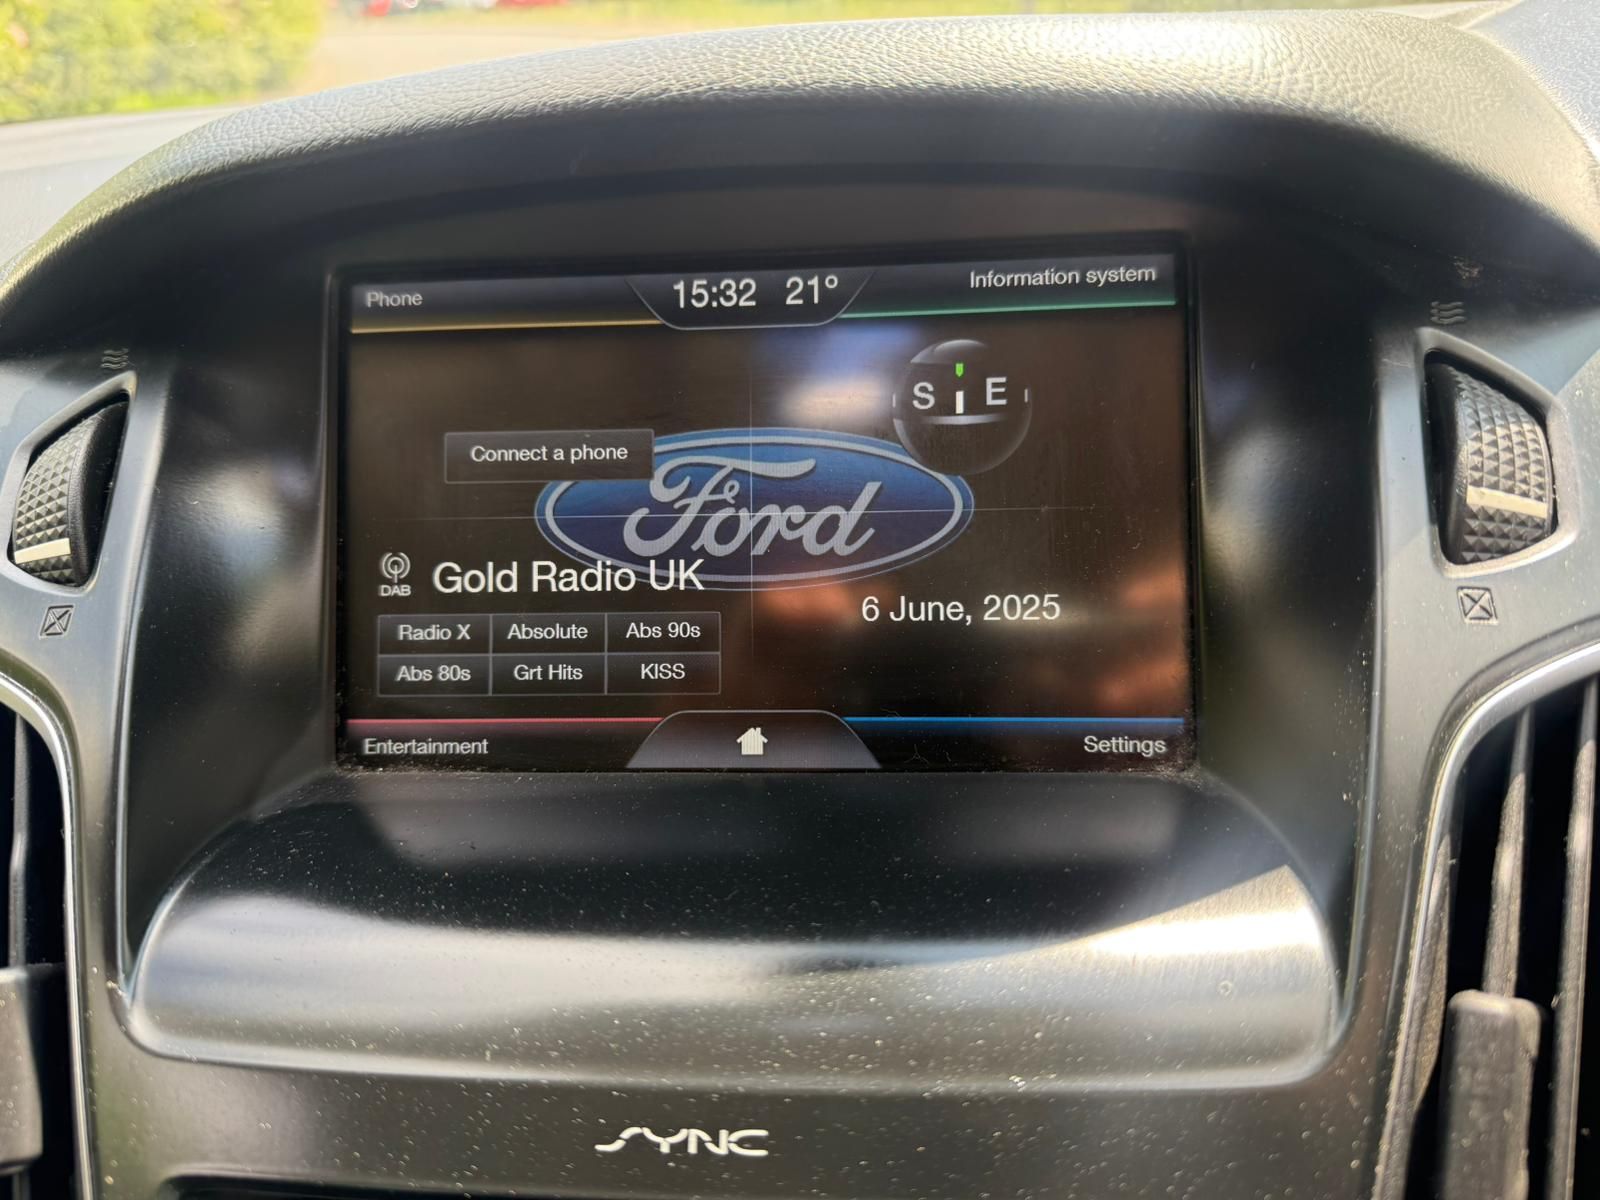 Phone
15:32 21°
Information system
S E
Connect a phone
Ford
DAB
Gold Radio UK
6 June, 2025
Radio X Absolute Abs 90s
Abs 80s Grt Hits KISS
Entertainment
Settings
SYNC